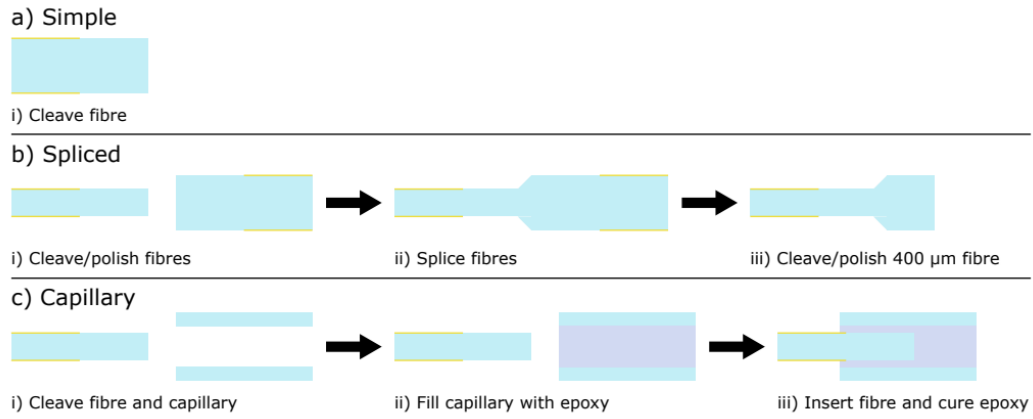 a) Simple
i) Cleave fibre
b) Spliced
i) Cleave/polish fibres
ii) Splice fibres
iii) Cleave/polish 400 μm fibre
c) Capillary
i) Cleave fibre and capillary
ii) Fill capillary with epoxy
iii) Insert fibre and cure epoxy